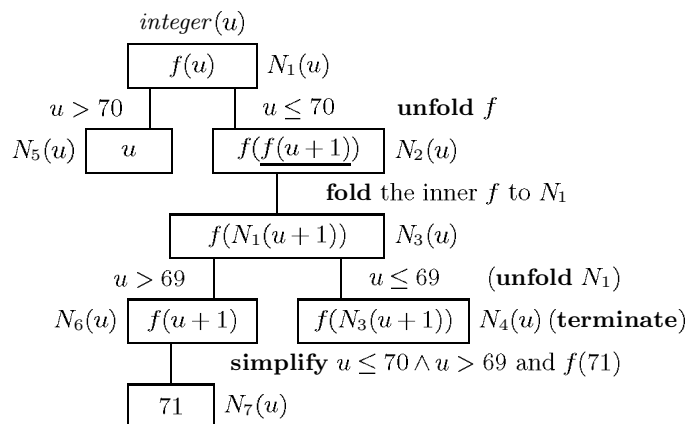 integer(u)
f(u) N₁(u)
u > 70 u ≤ 70 unfold f
N₅(u) u f(f(u + 1)) N₂(u)
fold the inner f to N₁
f(N₁(u + 1)) N₃(u)
u > 69 u ≤ 69 (unfold N₁)
N₆(u) f(u + 1) f(N₃(u + 1)) N₄(u) (terminate)
simplify u ≤ 70 ∧ u > 69 and f(71)
71 N₇(u)